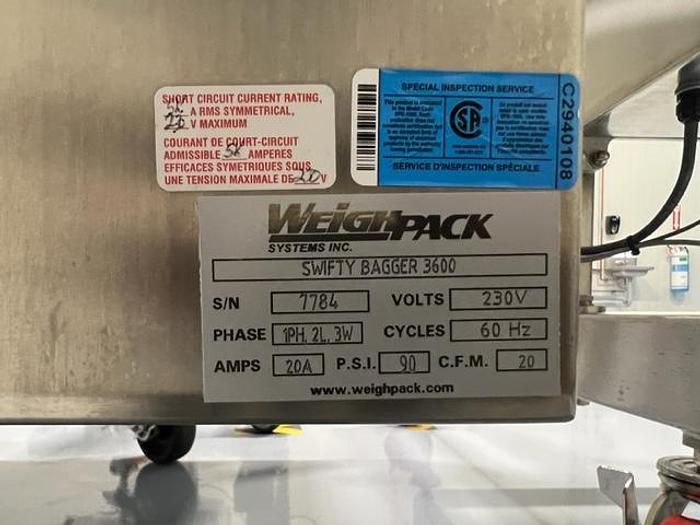 SHORT CIRCUIT CURRENT RATING,
5k A RMS SYMMETRICAL,
V MAXIMUM
COURANT DE COURT-CIRCUIT
ADMISSIBLE 5k AMPERES
EFFICACES SYMETRIQUES SOUS
UNE TENSION MAXIMALE DE V
SPECIAL INSPECTION SERVICE
SERVICE D'INSPECTION SPÉCIALE
C2940108
WEIGHPACK
SYSTEMS INC.
SWIFTY BAGGER 3600
S/N 7784 VOLTS 230V
PHASE 1PH, 2L, 3W CYCLES 60 Hz
AMPS 20A P.S.I. 90 C.F.M. 20
www.weighpack.com